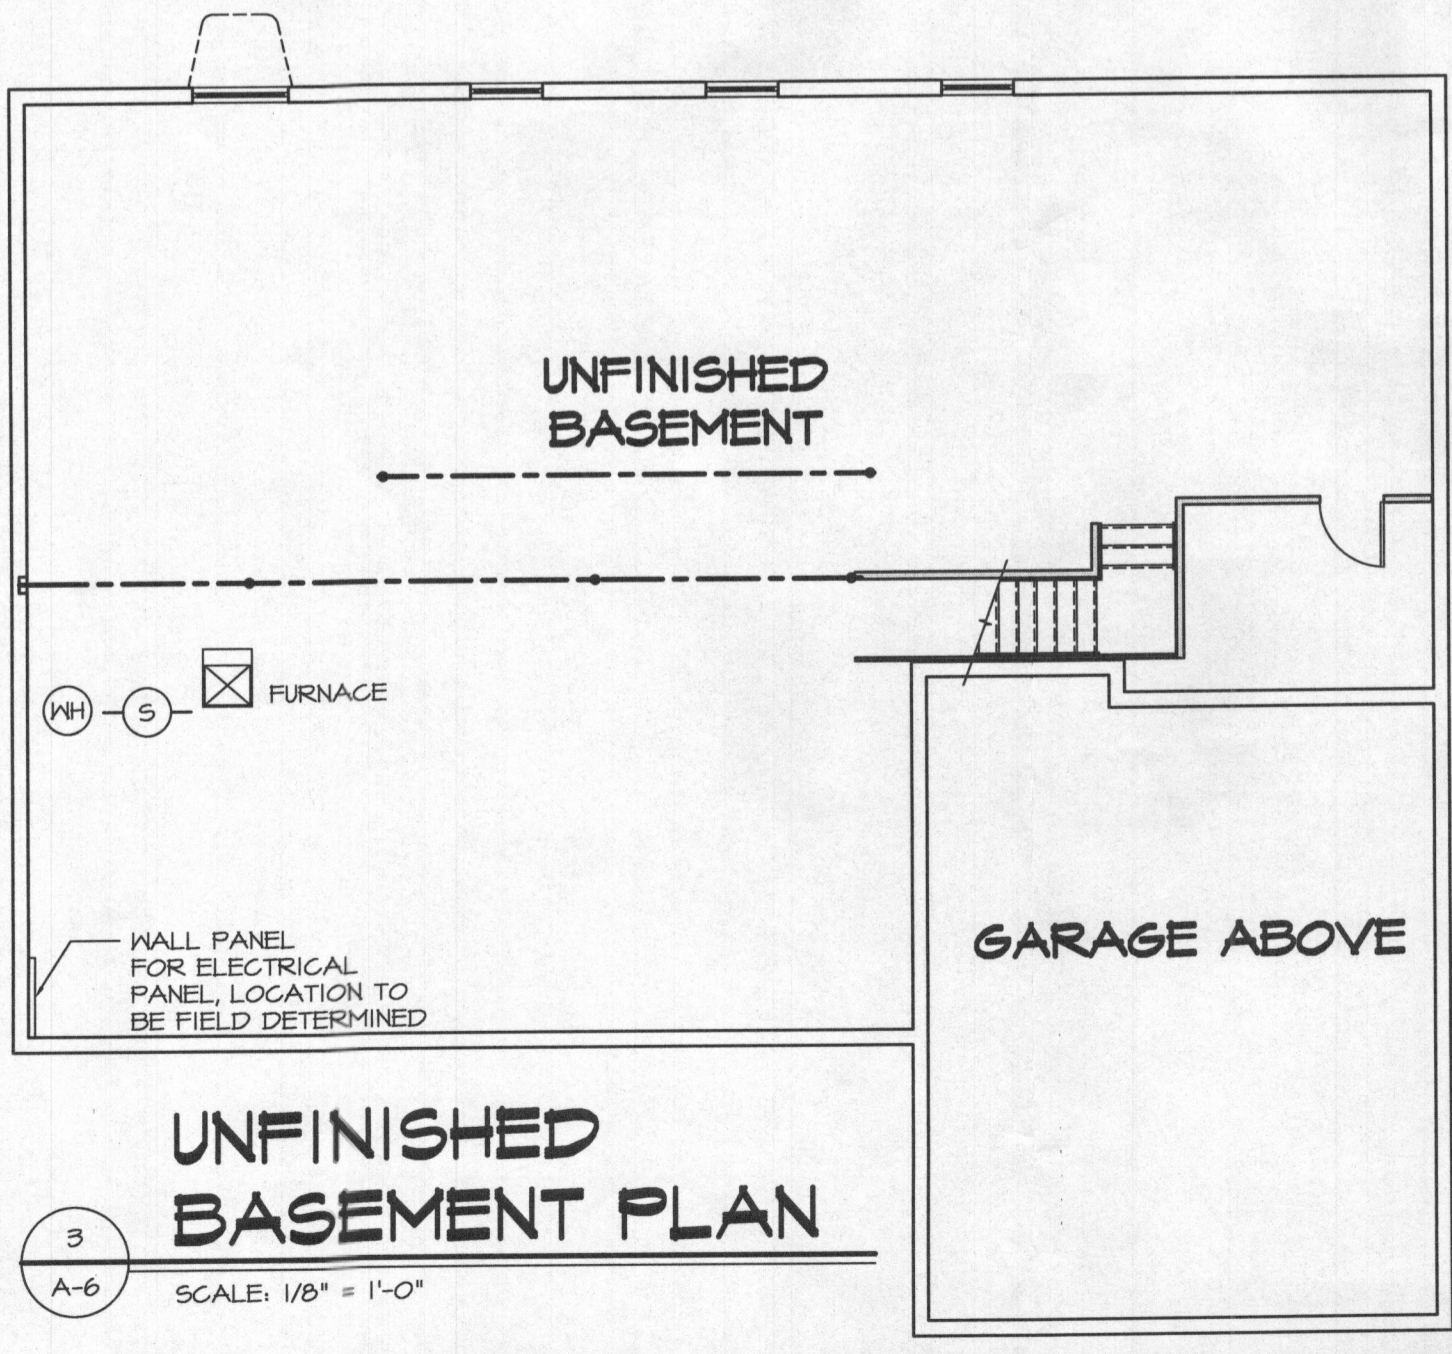 UNFINISHED
BASEMENT
WH
S
FURNACE
WALL PANEL
FOR ELECTRICAL
PANEL, LOCATION TO
BE FIELD DETERMINED
GARAGE ABOVE
UNFINISHED
BASEMENT PLAN
3
A-6
SCALE: 1/8" = 1'-0"